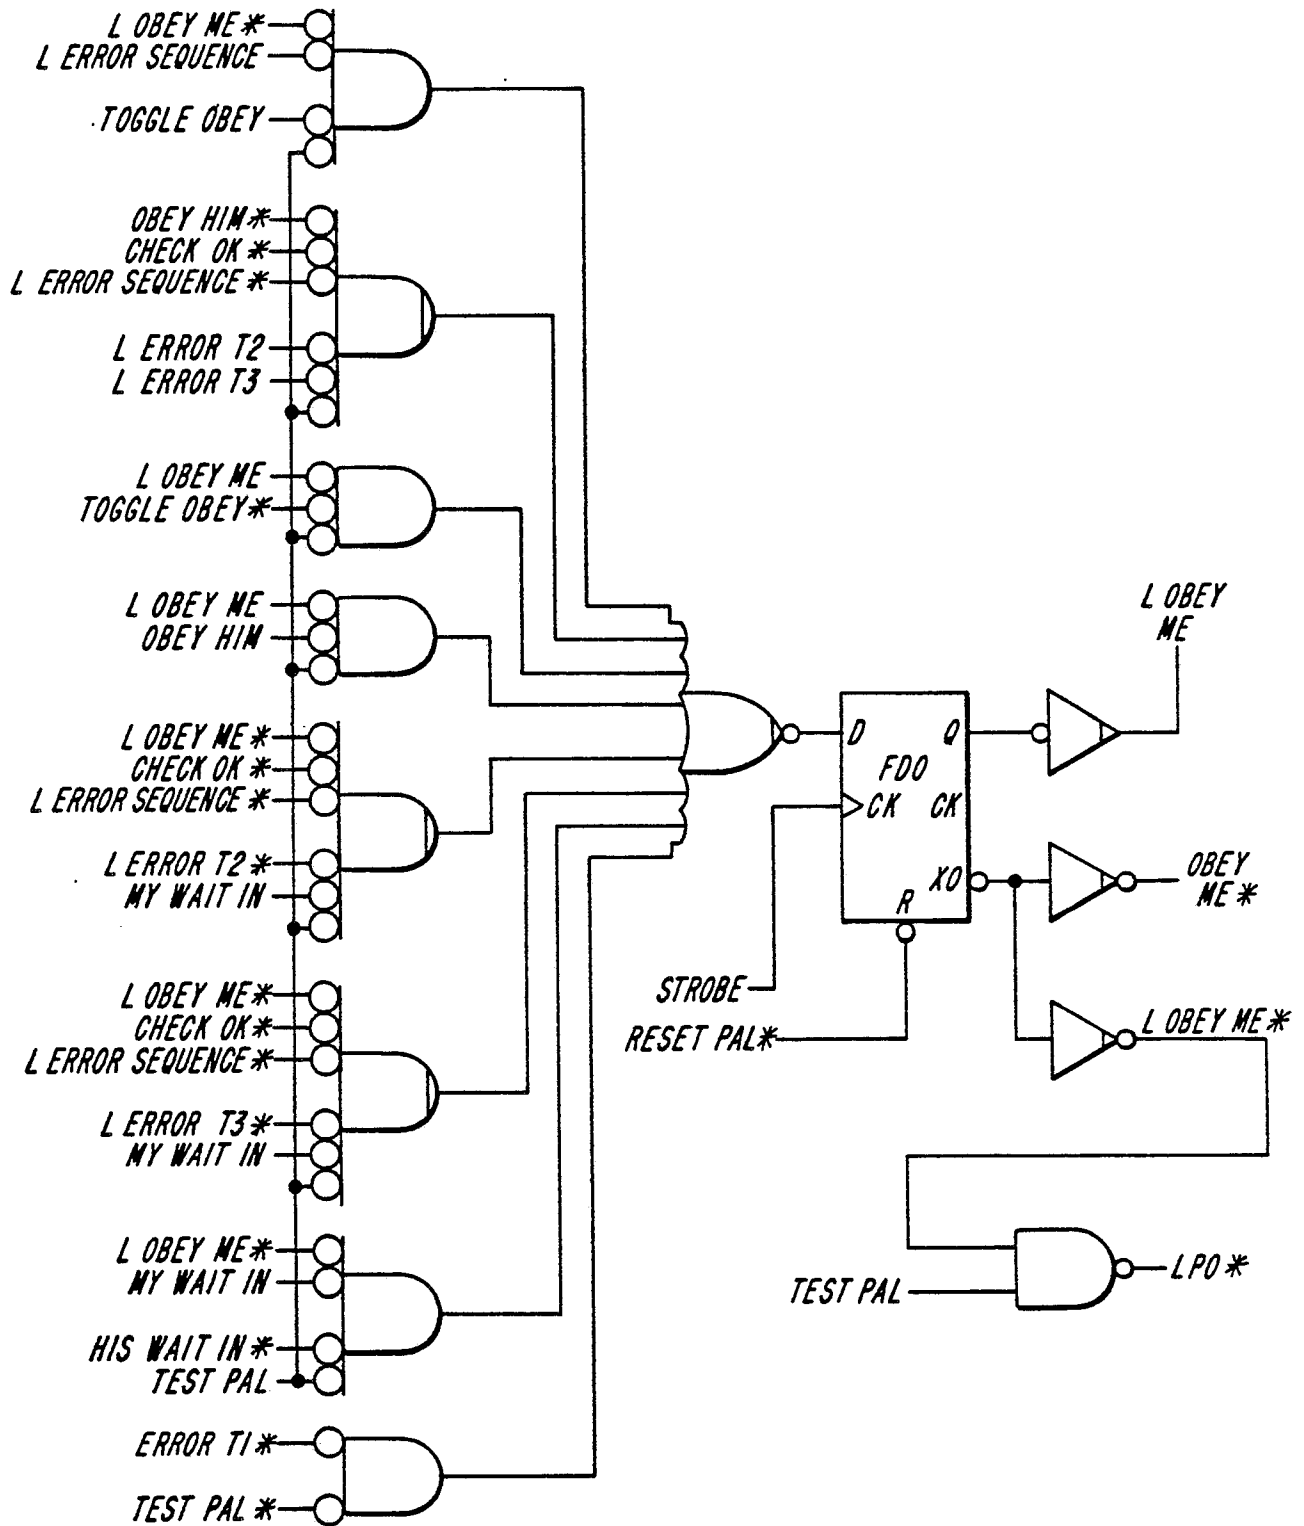 L OBEY ME*
L ERROR SEQUENCE
TOGGLE OBEY
OBEY HIM*
CHECK OK*
L ERROR SEQUENCE*
L ERROR T2
L ERROR T3
L OBEY ME
TOGGLE OBEY*
L OBEY ME
OBEY HIM
L OBEY ME*
CHECK OK*
L ERROR SEQUENCE*
L ERROR T2*
MY WAIT IN
L OBEY ME*
CHECK OK*
L ERROR SEQUENCE*
L ERROR T3*
MY WAIT IN
L OBEY ME*
MY WAIT IN
HIS WAIT IN*
TEST PAL
ERROR T1*
TEST PAL*
D
Q
FDO
CK
CK
XO
R
STROBE
RESET PAL*
L OBEY
ME
OBEY
ME*
L OBEY ME*
TEST PAL
LPO*